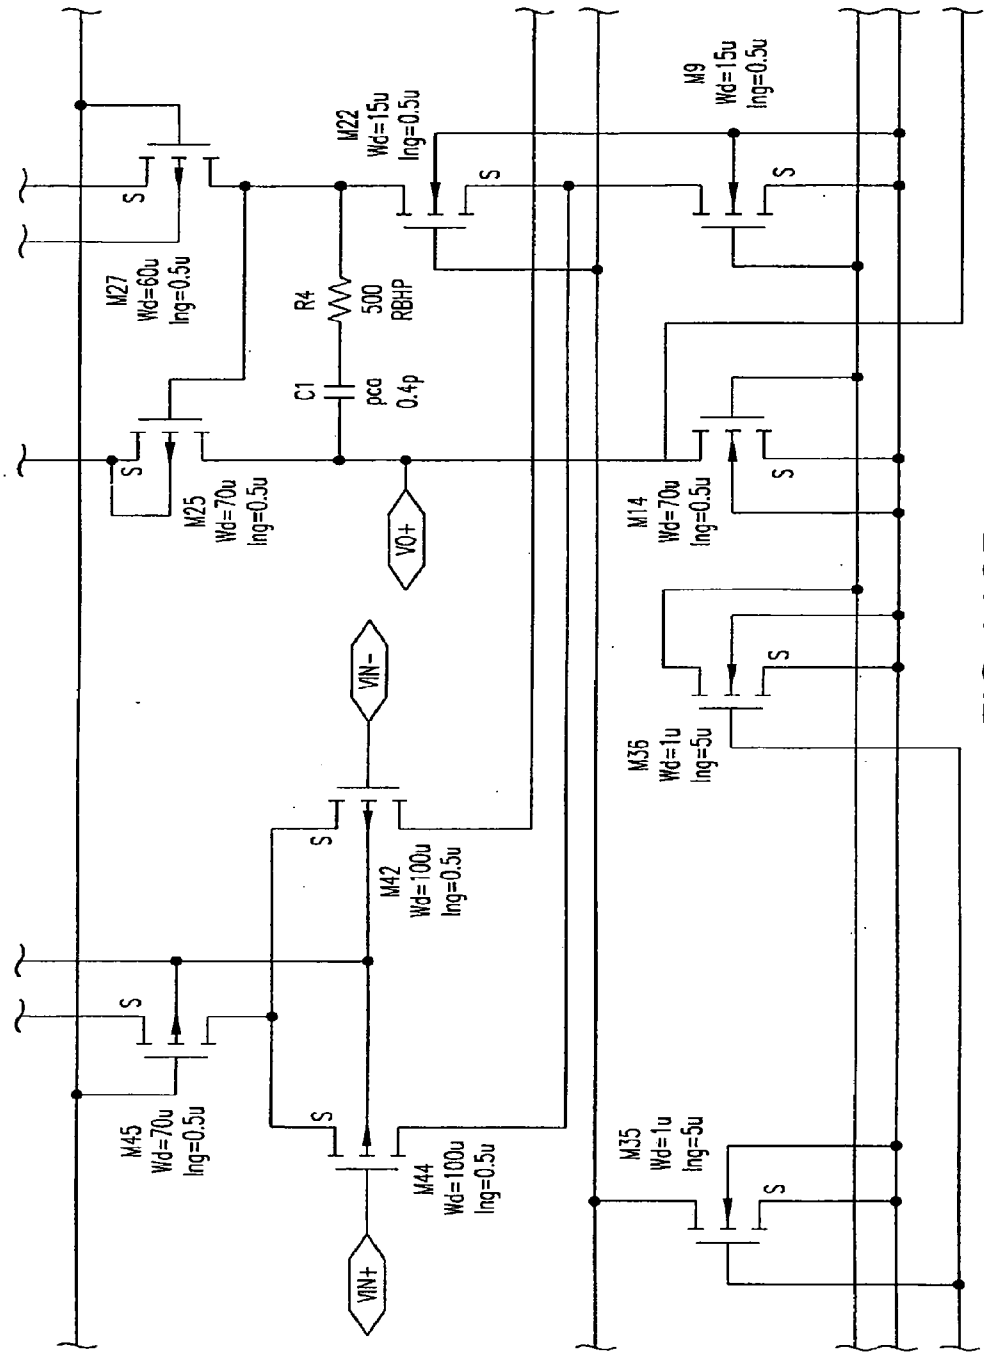 M27
Wd=60u
lng=0.5u
S
M25
Wd=70u
lng=0.5u
S
R4
500
RBHP
C1
pca
0.4p
M22
Wd=15u
lng=0.5u
S
M9
Wd=15u
lng=0.5u
S
VO+
M14
Wd=70u
lng=0.5u
S
VIN-
M42
Wd=100u
lng=0.5u
S
M36
Wd=1u
lng=5u
S
M45
Wd=70u
lng=0.5u
S
M44
Wd=100u
lng=0.5u
S
VIN+
M35
Wd=1u
lng=5u
S